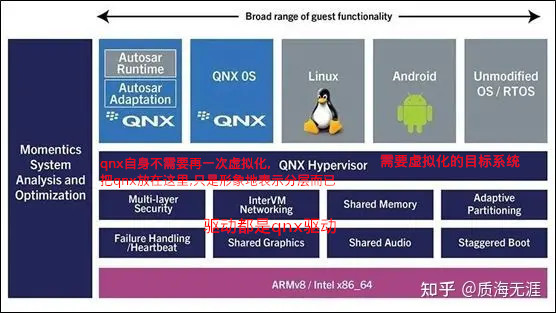 Broad range of guest functionality
Momentics
System
Analysis and
Optimization
Autosar
Runtime
Autosar
Adaptation
QNX
QNX OS
QNX
Linux
Android
Unmodified
OS / RTOS
qnx自身不需要再一次虚拟化,
把qnx放在这里,只是形象地表示分层而已
QNX Hypervisor
需要虚拟化的目标系统
Multi-layer
Security
InterVM
Networking
Shared Memory
Adaptive
Partitioning
驱动都是qnx驱动
Failure Handling
/Heartbeat
Shared Graphics
Shared Audio
Staggered Boot
ARMv8 / Intel x86_64
知乎 @质海无涯